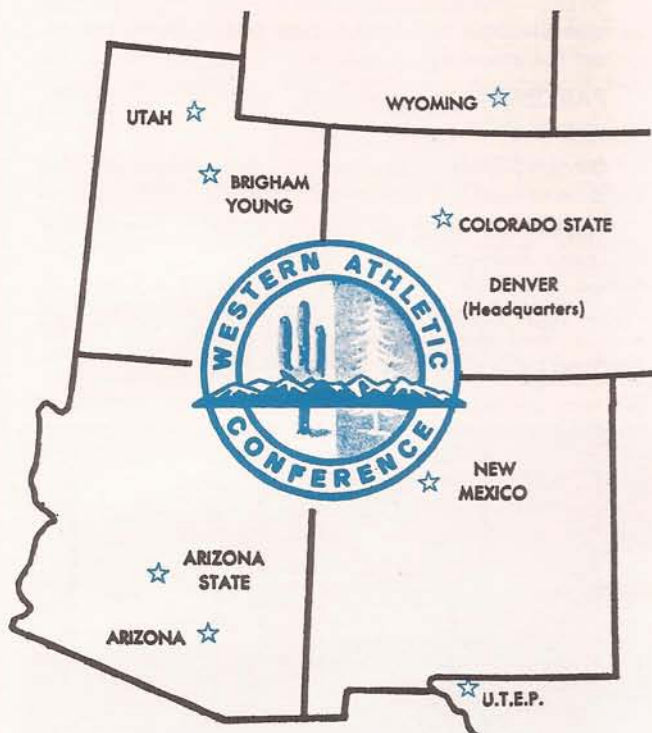 UTAH
WYOMING
BRIGHAM
YOUNG
COLORADO STATE
DENVER
(Headquarters)
WESTERN ATHLETIC
CONFERENCE
NEW
MEXICO
ARIZONA
STATE
ARIZONA
U.T.E.P.